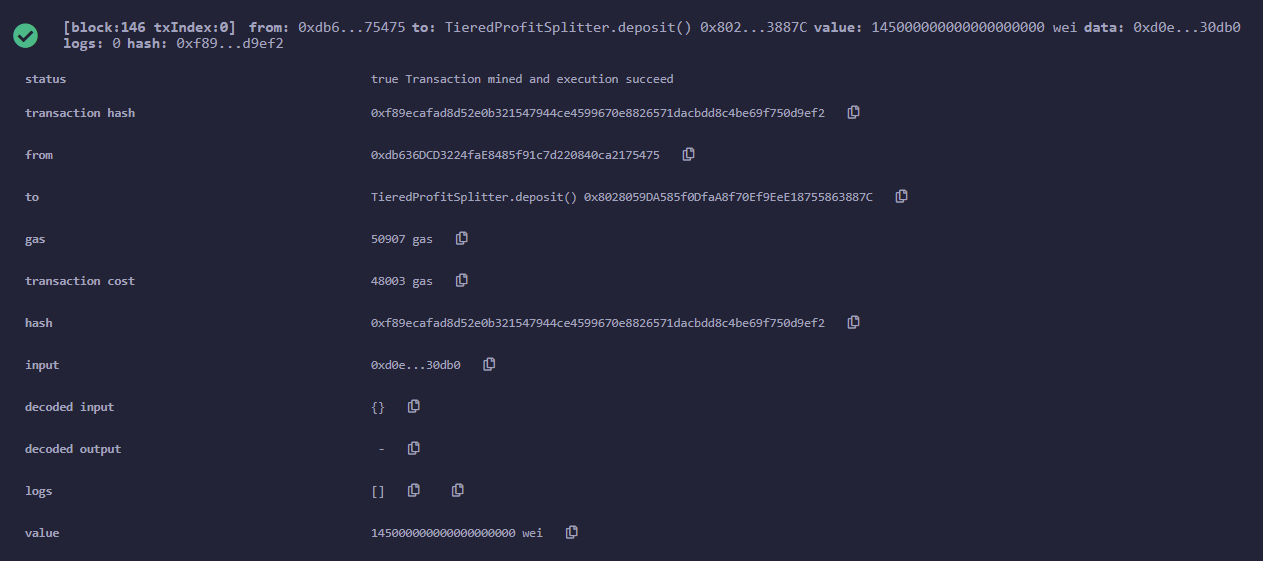 [block:146 txIndex:0] from: 0xdb6...75475 to: TieredProfitSplitter.deposit() 0x802...3887C value: 14500000000000000000 wei data: 0xd0e...30db0
logs: 0 hash: 0xf89...d9ef2
status true Transaction mined and execution succeed
transaction hash 0xf89ecafad8d52e0b321547944ce4599670e8826571dacbdd8c4be69f750d9ef2
from 0xdb636DCD3224faE8485f91c7d220840ca2175475
to TieredProfitSplitter.deposit() 0x8028059DA585f0DfaA8f70Ef9EeE18755863887C
gas 50907 gas
transaction cost 48003 gas
hash 0xf89ecafad8d52e0b321547944ce4599670e8826571dacbdd8c4be69f750d9ef2
input 0xd0e...30db0
decoded input {}
decoded output -
logs []
value 14500000000000000000 wei